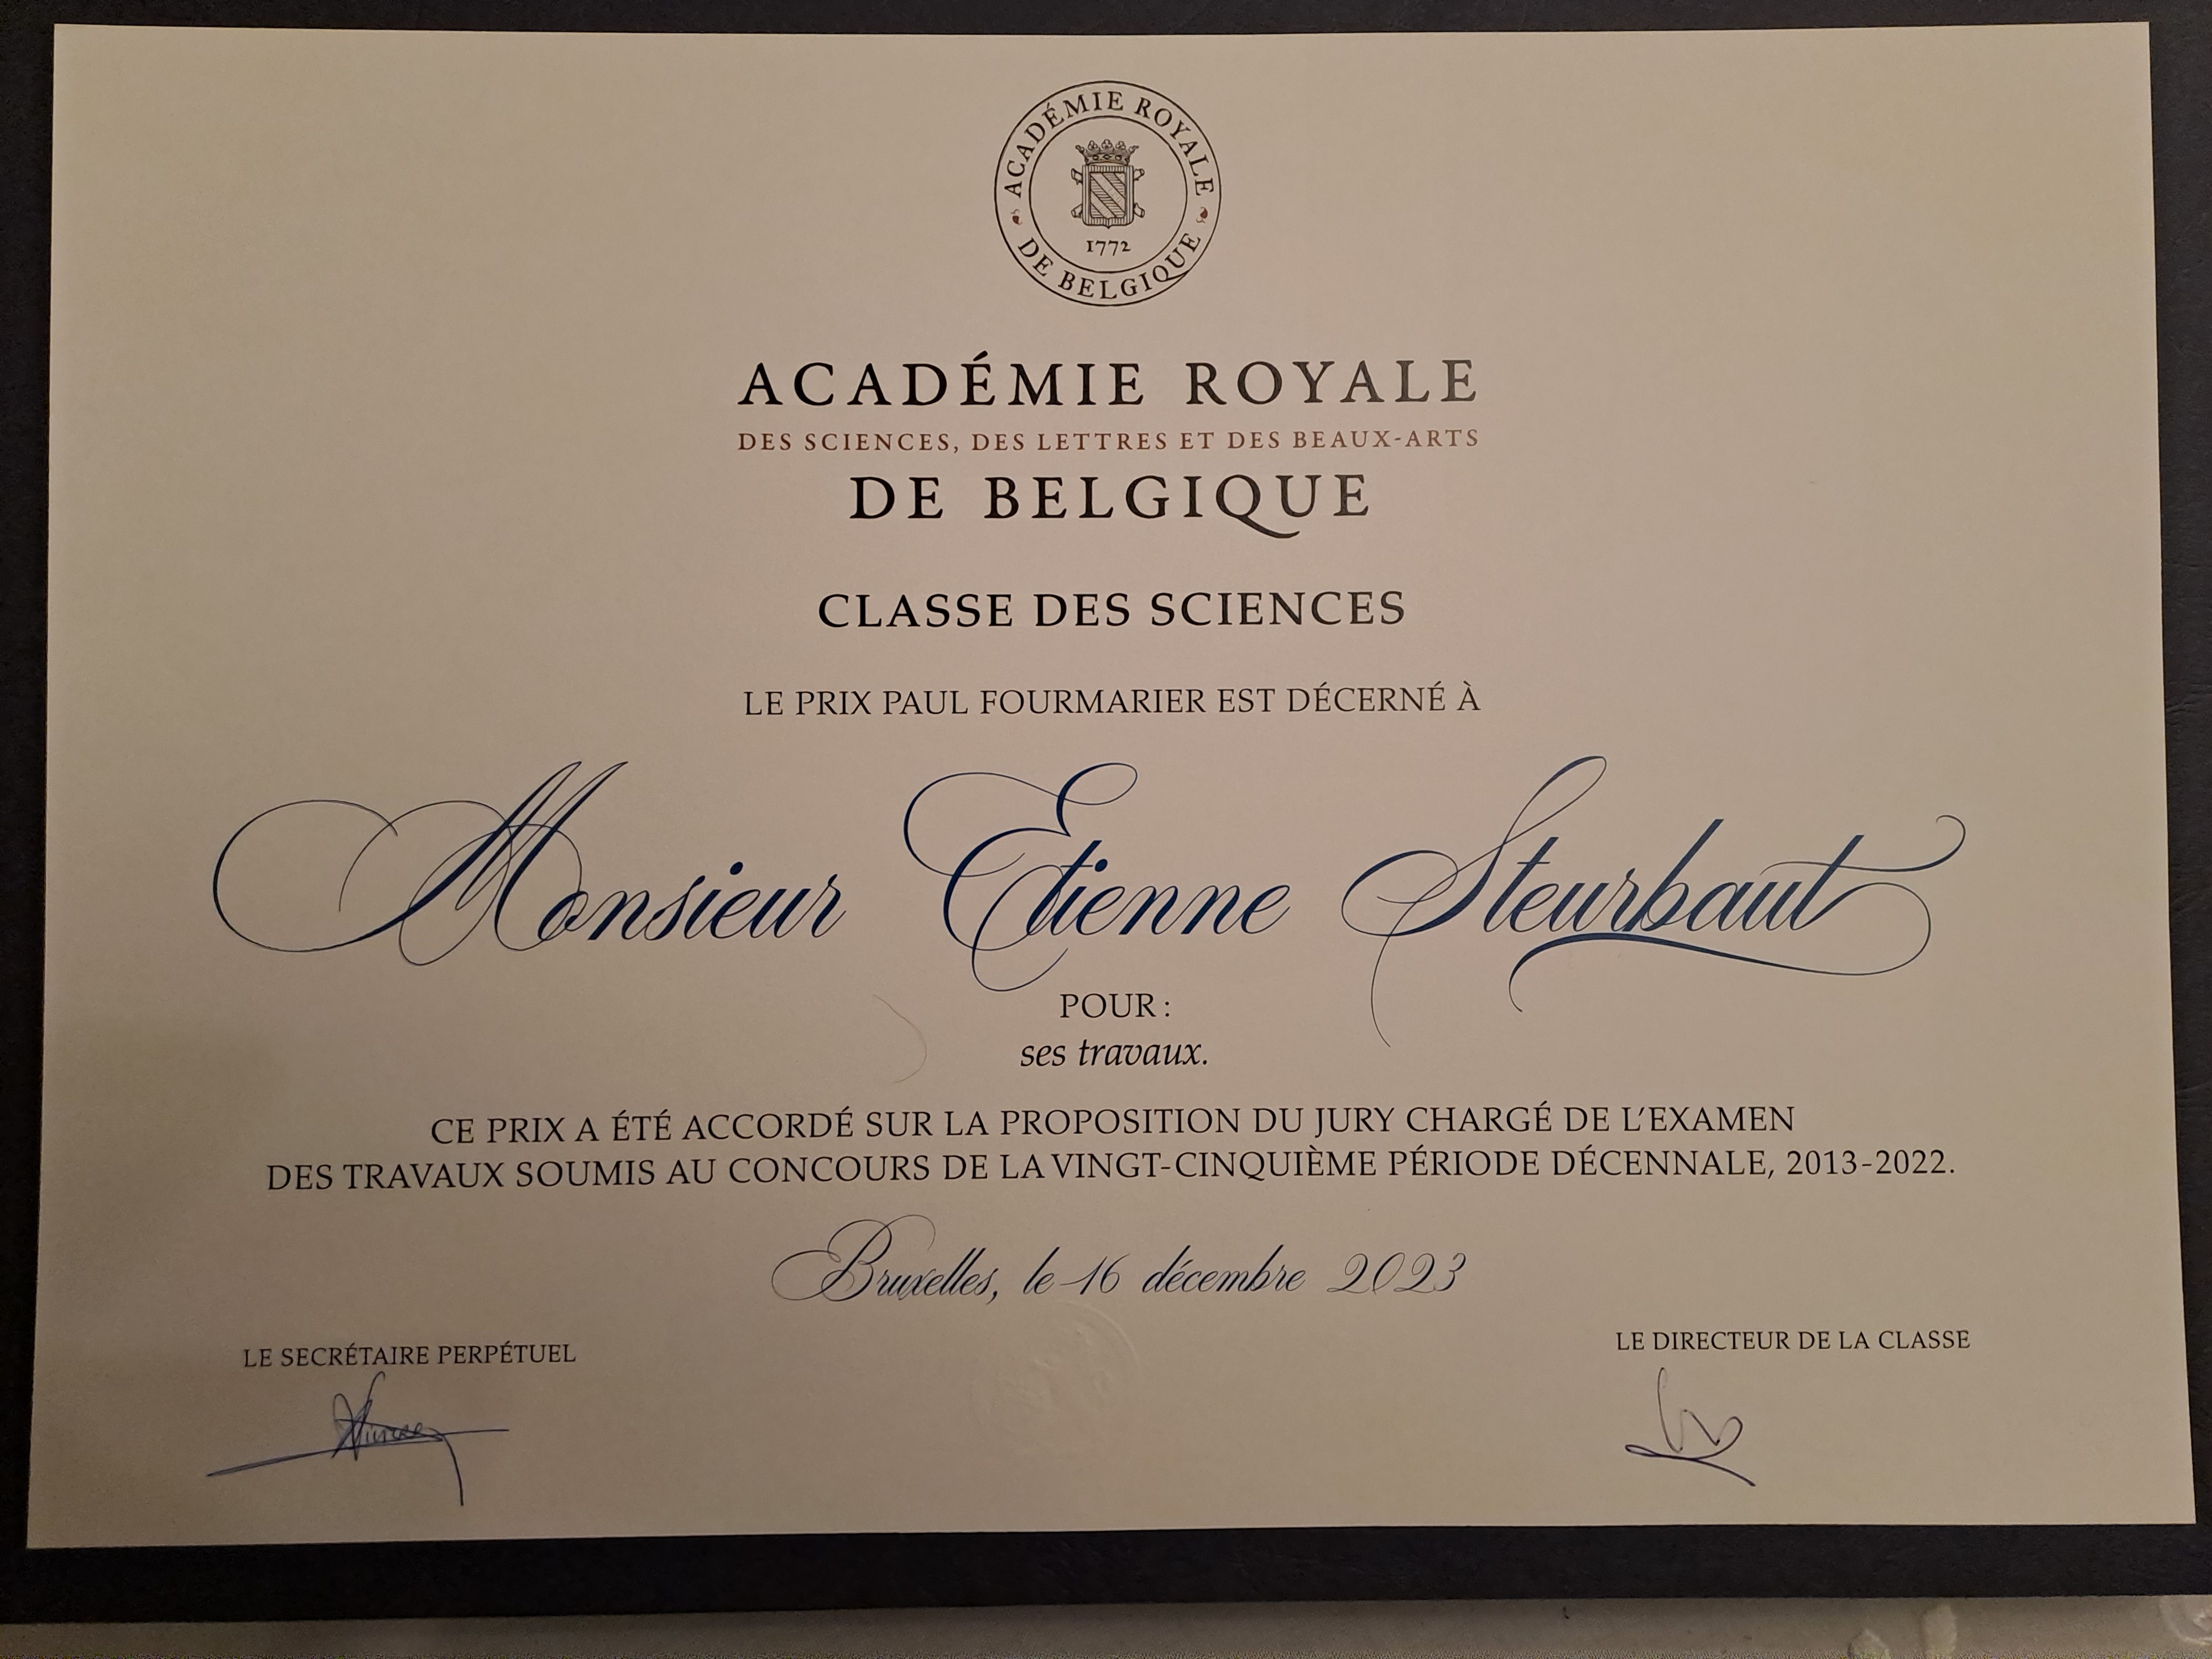 ACADÉMIE ROYALE
DE BELGIQUE
1772
ACADÉMIE ROYALE
DES SCIENCES, DES LETTRES ET DES BEAUX-ARTS
DE BELGIQUE
CLASSE DES SCIENCES
LE PRIX PAUL FOURMARIER EST DÉCERNÉ À
Monsieur Etienne Steurbaut
POUR :
ses travaux.
CE PRIX A ÉTÉ ACCORDÉ SUR LA PROPOSITION DU JURY CHARGÉ DE L'EXAMEN
DES TRAVAUX SOUMIS AU CONCOURS DE LA VINGT-CINQUIÈME PÉRIODE DÉCENNALE, 2013-2022.
Bruxelles, le 16 décembre 2023
LE SECRÉTAIRE PERPÉTUEL
LE DIRECTEUR DE LA CLASSE